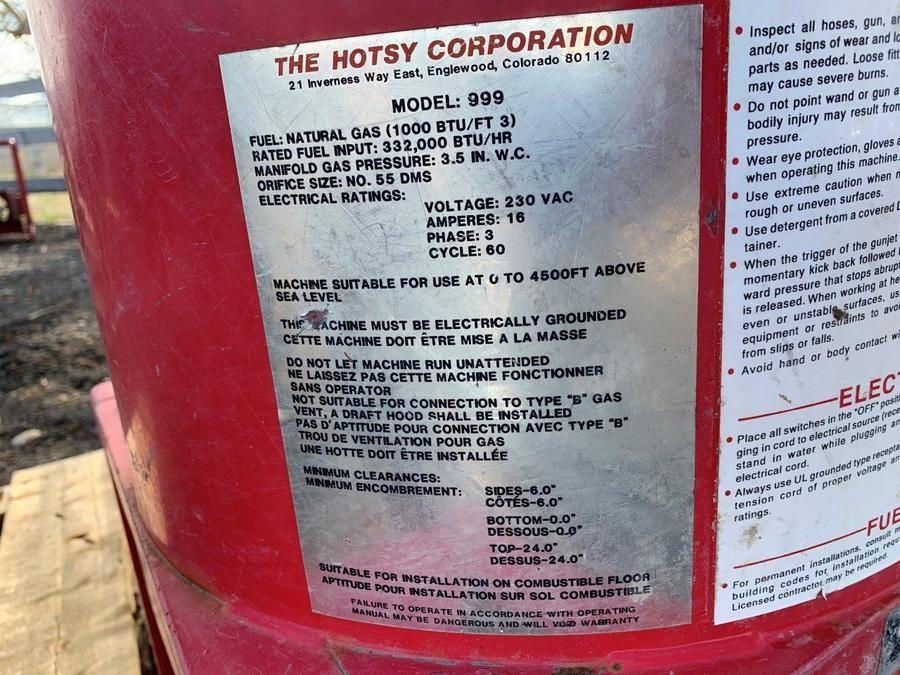 THE HOTSY CORPORATION
21 Inverness Way East, Englewood, Colorado 80112
MODEL: 999
FUEL: NATURAL GAS (1000 BTU/FT 3)
RATED FUEL INPUT: 332,000 BTU/HR
MANIFOLD GAS PRESSURE: 3.5 IN. W.C.
ORIFICE SIZE: NO. 55 DMS
ELECTRICAL RATINGS:
VOLTAGE: 230 VAC
AMPERES: 16
PHASE: 3
CYCLE: 60
MACHINE SUITABLE FOR USE AT 0 TO 4500FT ABOVE
SEA LEVEL
MACHINE MUST BE ELECTRICALLY GROUNDED
CETTE MACHINE DOIT ÊTRE MISE A LA MASSE
DO NOT LET MACHINE RUN UNATTENDED
NE LAISSEZ PAS CETTE MACHINE FONCTIONNER
SANS OPERATOR
NOT SUITABLE FOR CONNECTION TO TYPE "B" GAS
VENT, A DRAFT HOOD SHALL BE INSTALLED
PAS D'APTITUDE POUR CONNECTION AVEC TYPE "B"
TROU DE VENTILATION POUR GAS
UNE HOTTE DOIT ÊTRE INSTALLÉE
MINIMUM CLEARANCES:
MINIMUM ENCOMBREMENT:
SIDES-6.0"
CÔTÉS-6.0"
BOTTOM-0.0"
DESSOUS-0.0"
TOP-24.0"
DESSUS-24.0"
SUITABLE FOR INSTALLATION ON COMBUSTIBLE FLOOR
APTITUDE POUR INSTALLATION SUR SOL COMBUSTIBLE
FAILURE TO OPERATE IN ACCORDANCE WITH OPERATING
MANUAL MAY BE DANGEROUS AND WILL VOID WARRANTY
• Inspect all hoses, gun,
and/or signs of wear and
parts as needed. Loose
may cause severe burns.
• Do not point wand or gun
bodily injury may result
pressure.
• Wear eye protection, gloves
when operating this machine.
• Use extreme caution when
rough or uneven surfaces.
• Use detergent from a covered
tainer.
• When the trigger of the gunjet
momentary kick back followed
ward pressure that stops
is released. When working at
even or unstable surfaces,
equipment or restraints to
from slips or falls.
• Avoid hand or body contact
• Place all switches in the "OFF"
ging in cord to electrical source
stand in water while plugging
electrical cord.
• Always use UL grounded type
tension cord of proper voltage
ratings.
• For permanent installations, consult
building codes for installation
Licensed contractor may be required.